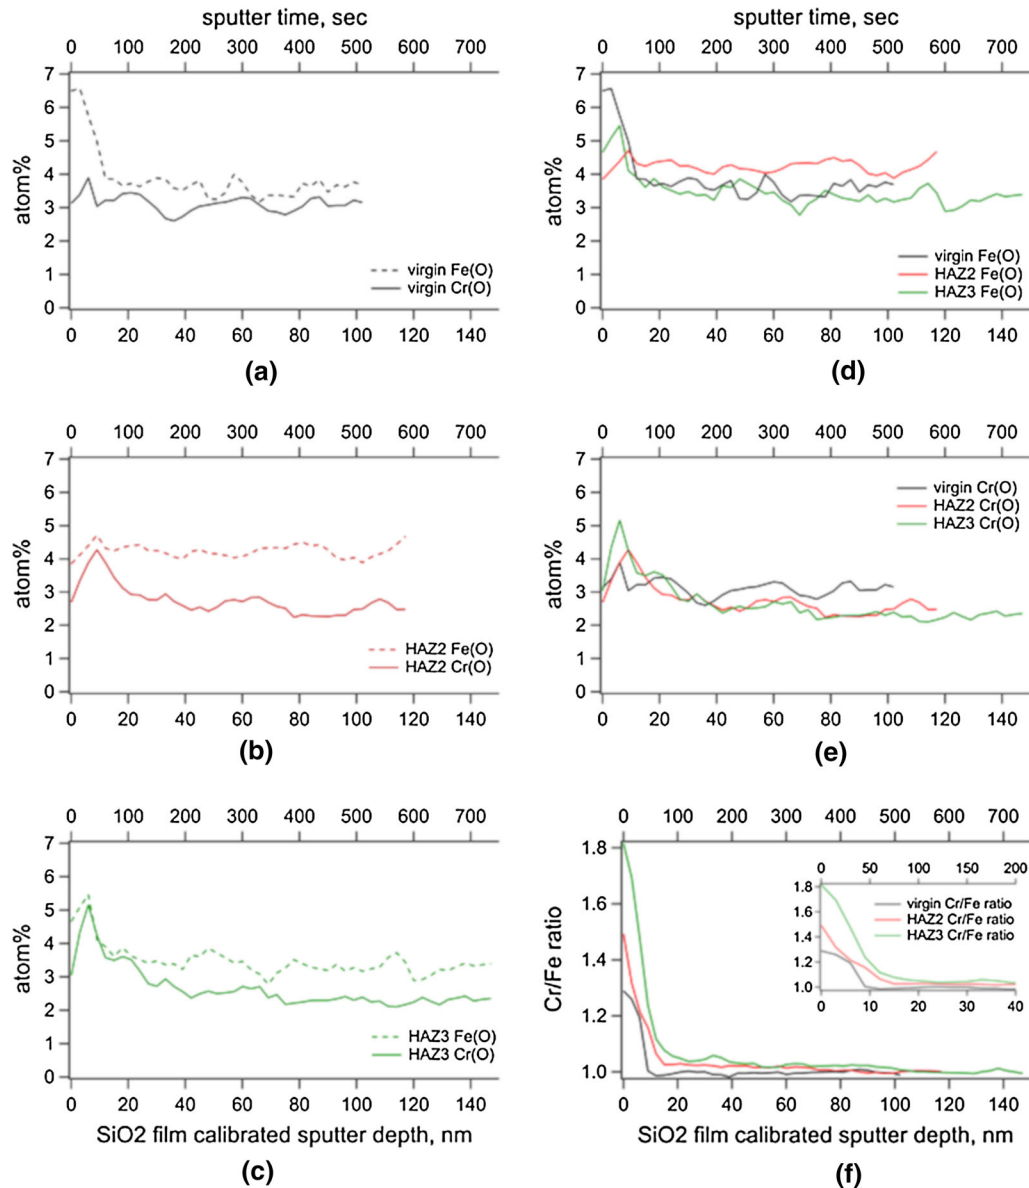 sputter time, sec
0 100 200 300 400 500 600 700
7
6
5
4
3
2
1
0
atom%
virgin Fe(O)
virgin Cr(O)
0 20 40 60 80 100 120 140
(a)
sputter time, sec
0 100 200 300 400 500 600 700
7
6
5
4
3
2
1
0
atom%
virgin Fe(O)
HAZ2 Fe(O)
HAZ3 Fe(O)
0 20 40 60 80 100 120 140
(d)
0 100 200 300 400 500 600 700
7
6
5
4
3
2
1
0
atom%
HAZ2 Fe(O)
HAZ2 Cr(O)
0 20 40 60 80 100 120 140
(b)
0 100 200 300 400 500 600 700
7
6
5
4
3
2
1
0
atom%
virgin Cr(O)
HAZ2 Cr(O)
HAZ3 Cr(O)
0 20 40 60 80 100 120 140
(e)
0 100 200 300 400 500 600 700
7
6
5
4
3
2
1
0
atom%
HAZ3 Fe(O)
HAZ3 Cr(O)
0 20 40 60 80 100 120 140
SiO2 film calibrated sputter depth, nm
(c)
0 100 200 300 400 500 600 700
1.8
1.6
1.4
1.2
1.0
Cr/Fe ratio
0 50 100 150 200
1.8
1.6
1.4
1.2
1.0
virgin Cr/Fe ratio
HAZ2 Cr/Fe ratio
HAZ3 Cr/Fe ratio
0 10 20 30 40
0 20 40 60 80 100 120 140
SiO2 film calibrated sputter depth, nm
(f)